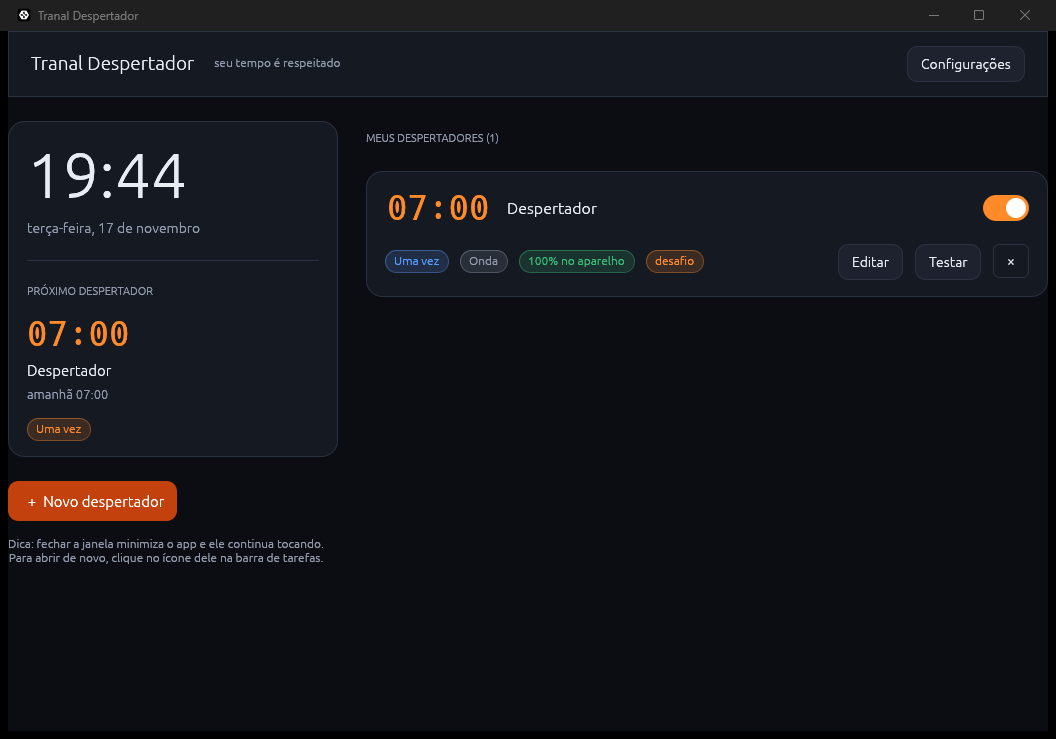 Tranal Despertador
Tranal Despertador
seu tempo é respeitado
Configurações
19:44
terça-feira, 17 de novembro
PRÓXIMO DESPERTADOR
07:00
Despertador
amanhã 07:00
Uma vez
+ Novo despertador
Dica: fechar a janela minimiza o app e ele continua tocando.
Para abrir de novo, clique no ícone dele na barra de tarefas.
MEUS DESPERTADORES (1)
07:00 Despertador
Uma vez
Onda
100% no aparelho
desafio
Editar
Testar
×